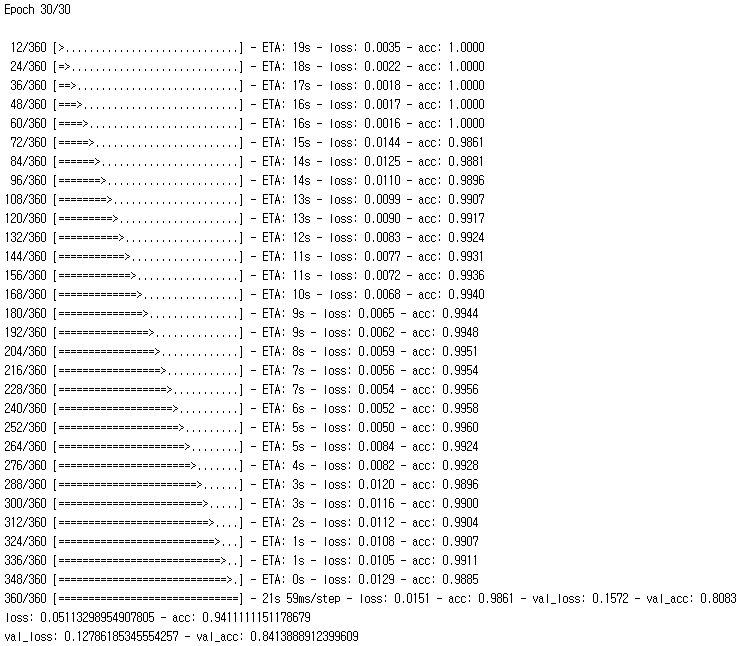 Epoch 30/30
12/360 [>.............................] - ETA: 19s - loss: 0.0035 - acc: 1.0000
24/360 [=>............................] - ETA: 18s - loss: 0.0022 - acc: 1.0000
36/360 [==>...........................] - ETA: 17s - loss: 0.0018 - acc: 1.0000
48/360 [===>..........................] - ETA: 16s - loss: 0.0017 - acc: 1.0000
60/360 [====>.........................] - ETA: 16s - loss: 0.0016 - acc: 1.0000
72/360 [=====>........................] - ETA: 15s - loss: 0.0144 - acc: 0.9861
84/360 [======>.......................] - ETA: 14s - loss: 0.0125 - acc: 0.9881
96/360 [=======>......................] - ETA: 14s - loss: 0.0110 - acc: 0.9896
108/360 [========>.....................] - ETA: 13s - loss: 0.0099 - acc: 0.9907
120/360 [=========>....................] - ETA: 13s - loss: 0.0090 - acc: 0.9917
132/360 [==========>...................] - ETA: 12s - loss: 0.0083 - acc: 0.9924
144/360 [===========>..................] - ETA: 11s - loss: 0.0077 - acc: 0.9931
156/360 [============>.................] - ETA: 11s - loss: 0.0072 - acc: 0.9936
168/360 [=============>................] - ETA: 10s - loss: 0.0068 - acc: 0.9940
180/360 [==============>...............] - ETA: 9s - loss: 0.0065 - acc: 0.9944
192/360 [===============>..............] - ETA: 9s - loss: 0.0062 - acc: 0.9948
204/360 [================>.............] - ETA: 8s - loss: 0.0059 - acc: 0.9951
216/360 [=================>............] - ETA: 7s - loss: 0.0056 - acc: 0.9954
228/360 [==================>...........] - ETA: 7s - loss: 0.0054 - acc: 0.9956
240/360 [===================>..........] - ETA: 6s - loss: 0.0052 - acc: 0.9958
252/360 [====================>.........] - ETA: 5s - loss: 0.0050 - acc: 0.9960
264/360 [=====================>........] - ETA: 5s - loss: 0.0084 - acc: 0.9924
276/360 [======================>.......] - ETA: 4s - loss: 0.0082 - acc: 0.9928
288/360 [=======================>......] - ETA: 3s - loss: 0.0120 - acc: 0.9896
300/360 [========================>.....] - ETA: 3s - loss: 0.0116 - acc: 0.9900
312/360 [=========================>....] - ETA: 2s - loss: 0.0112 - acc: 0.9904
324/360 [==========================>...] - ETA: 1s - loss: 0.0108 - acc: 0.9907
336/360 [===========================>..] - ETA: 1s - loss: 0.0105 - acc: 0.9911
348/360 [============================>.] - ETA: 0s - loss: 0.0129 - acc: 0.9885
360/360 [==============================] - 21s 59ms/step - loss: 0.0151 - acc: 0.9861 - val_loss: 0.1572 - val_acc: 0.8083
loss: 0.05113298954907805 - acc: 0.9411111151178679
val_loss: 0.12786185345554257 - val_acc: 0.8413888912399609